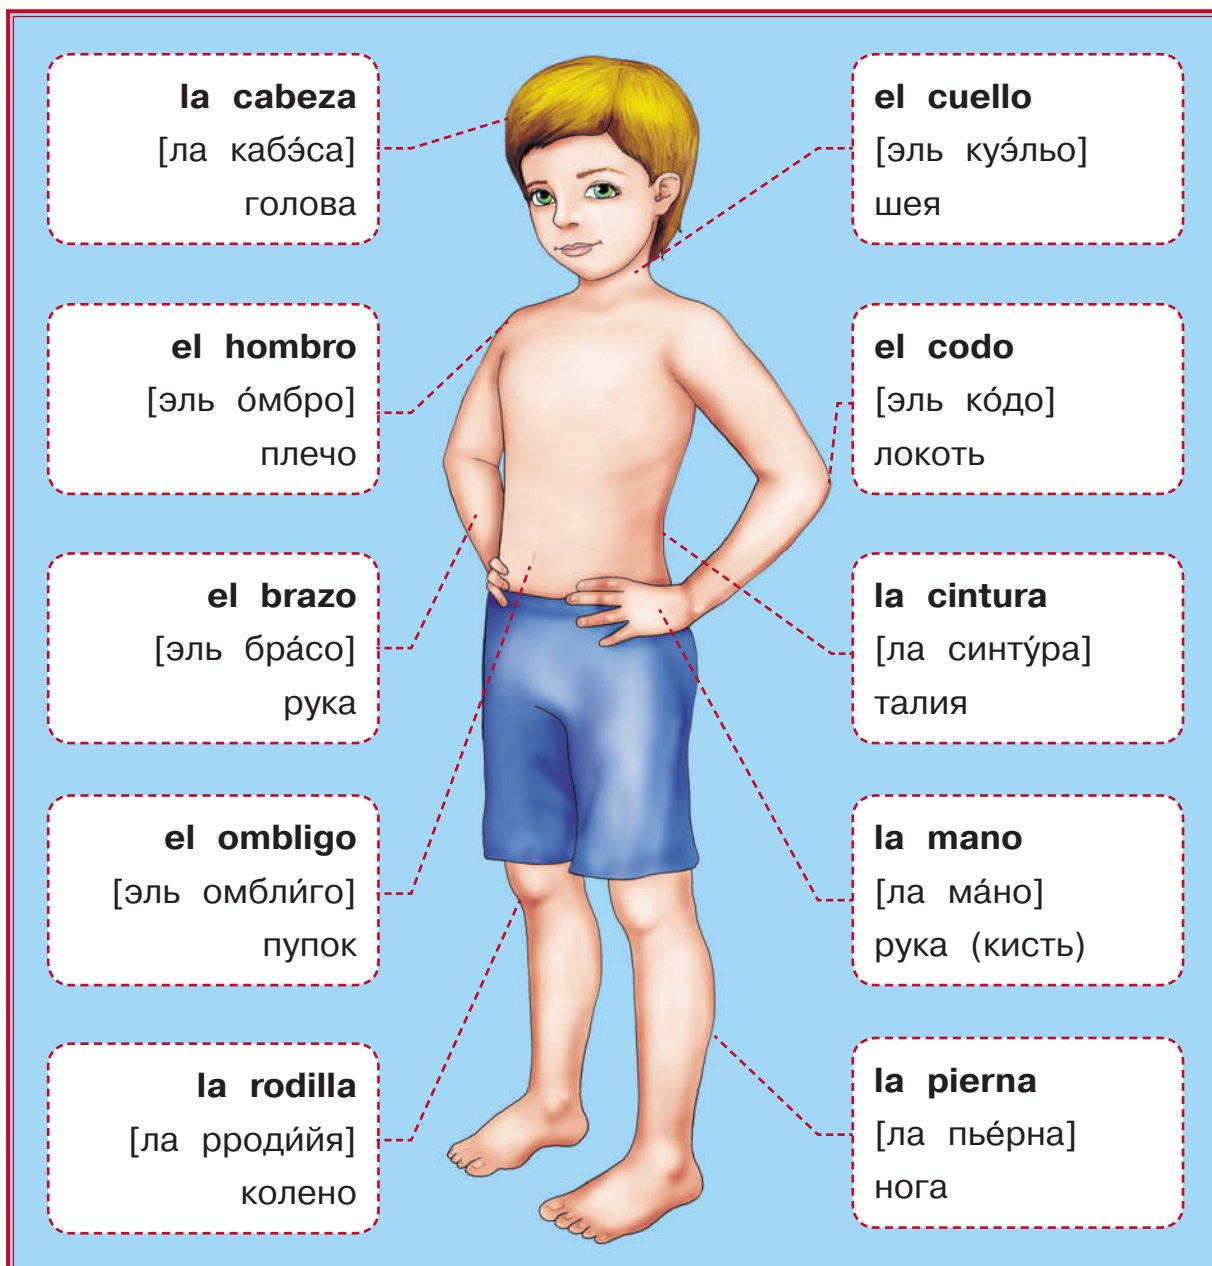 la cabeza
[ла кабэ́са]
голова
el cuello
[эль куэ́льо]
шея
el hombro
[эль о́мбро]
плечо
el codo
[эль ко́до]
локоть
el brazo
[эль бра́со]
рука
la cintura
[ла синту́ра]
талия
el ombligo
[эль омбли́го]
пупок
la mano
[ла ма́но]
рука (кисть)
la rodilla
[ла рроди́йя]
колено
la pierna
[ла пье́рна]
нога